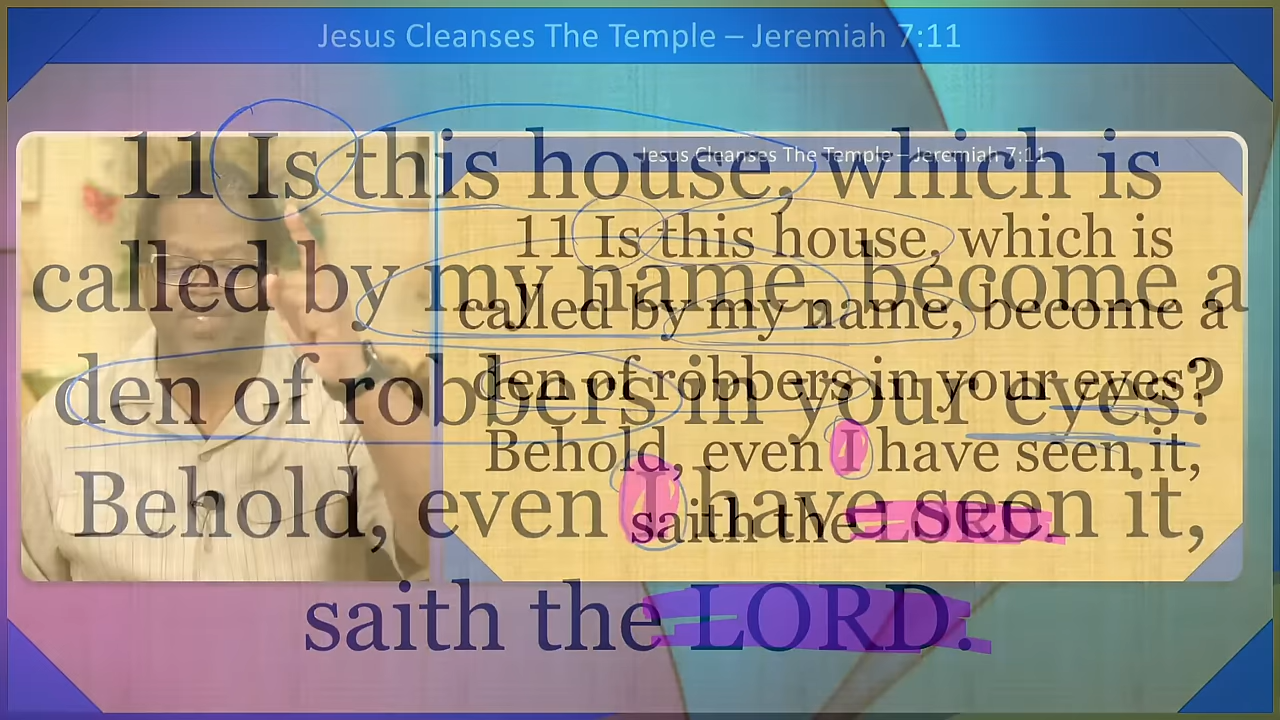 Jesus Cleanses The Temple – Jeremiah 7:11
11 Is this house, which is
called by my name, become a
den of robbers in your eyes?
Behold, even I have seen it,
saith the LORD.
Jesus Cleanses The Temple – Jeremiah 7:11
11 Is this house, which is
called by my name, become a
den of robbers in your eyes?
Behold, even I have seen it,
saith the LORD.